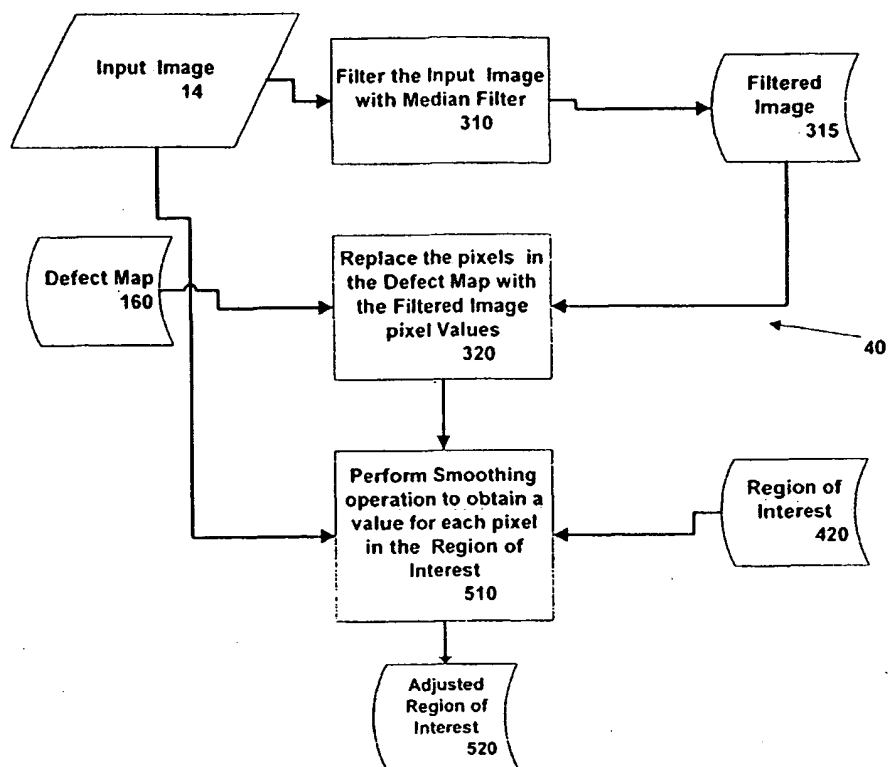 Input Image
14
Filter the Input Image
with Median Filter
310
Filtered
Image
315
Defect Map
160
Replace the pixels in
the Defect Map with
the Filtered Image
pixel Values
320
40
Perform Smoothing
operation to obtain a
value for each pixel
in the Region of
Interest
510
Region of
Interest
420
Adjusted
Region of
Interest
520